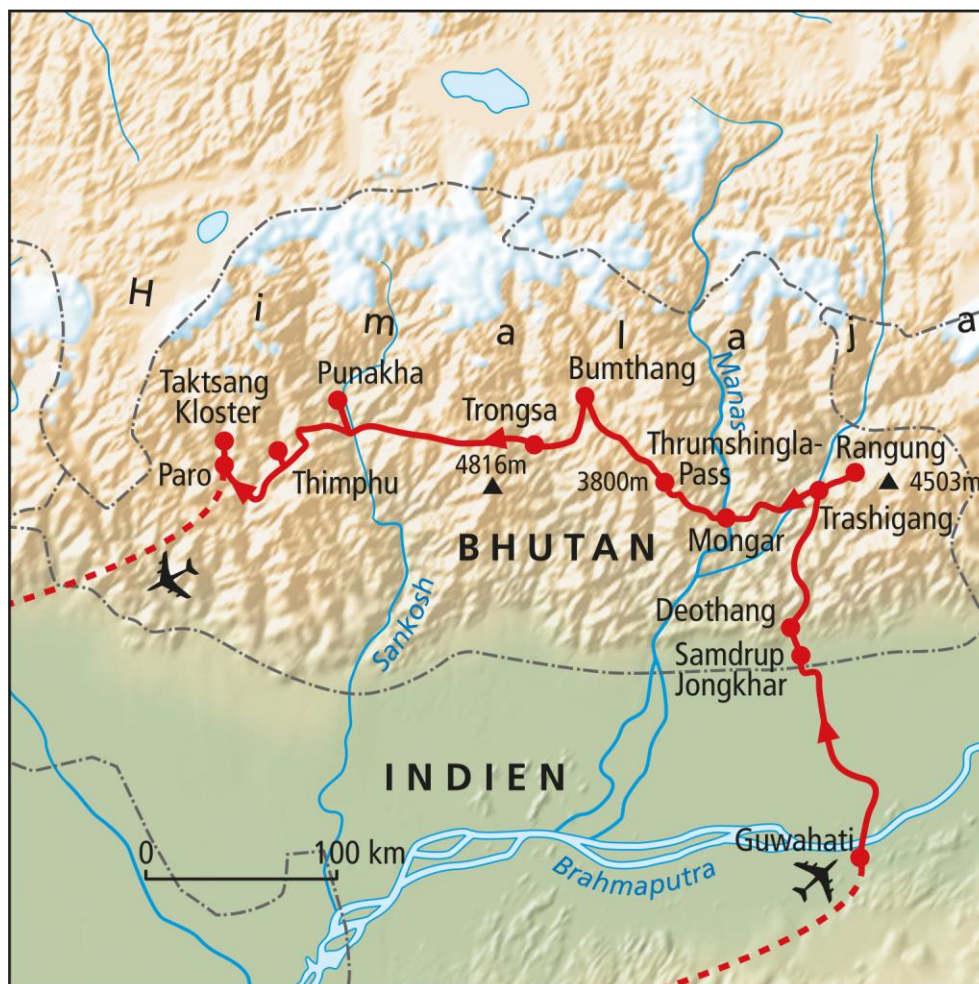 H i m a l a j a
Taktsang
Kloster
Punakha
Bumthang
Manas
Trongsa
Thrumshingla-
Pass
Rangung
Paro
Thimphu
4816m
3800m
4503m
Trashigang
BHUTAN
Mongar
Sankosh
Deothang
Samdrup
Jongkhar
INDIEN
0
100 km
Guwahati
Brahmaputra